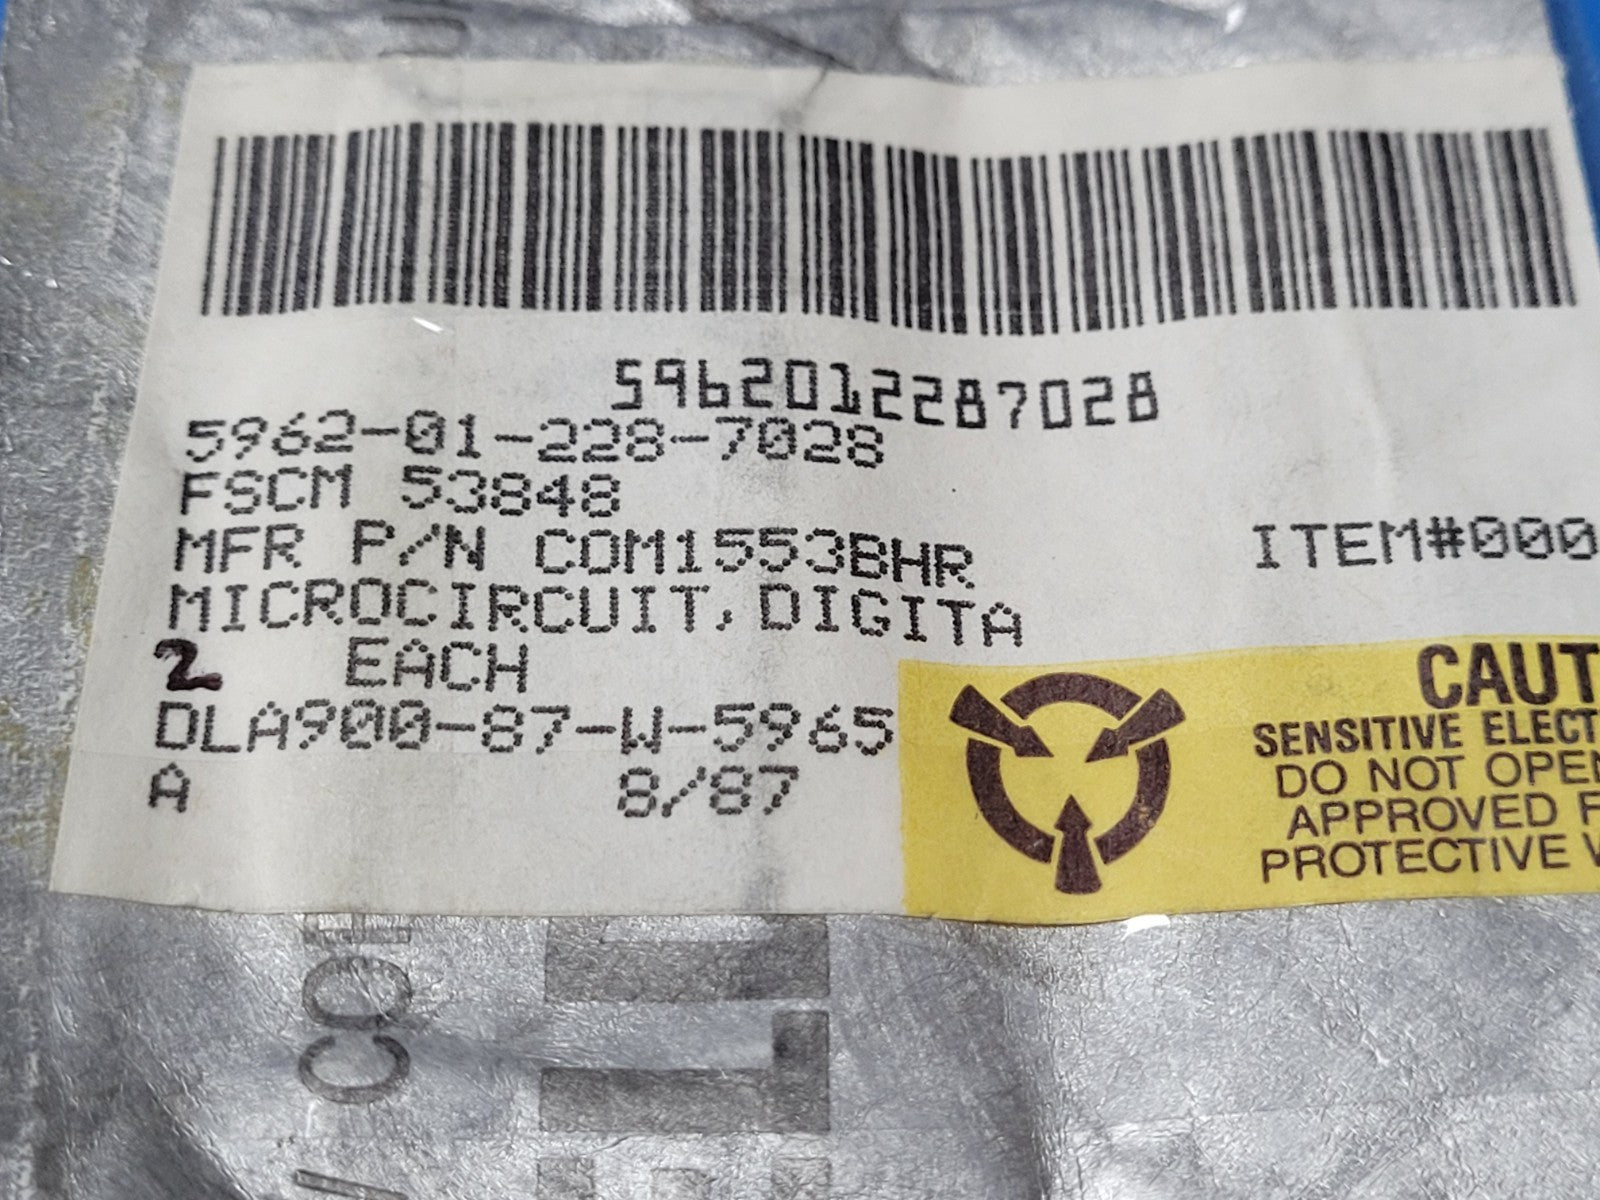 5962012287028
5962-01-228-7028
FSCM 53848
MFR P/N COM1553BHR
ITEM#000
MICROCIRCUIT, DIGITA
2 EACH
DLA900-87-W-5965
A 8/87
CAUT
SENSITIVE ELECT
DO NOT OPEN
APPROVED F
PROTECTIVE